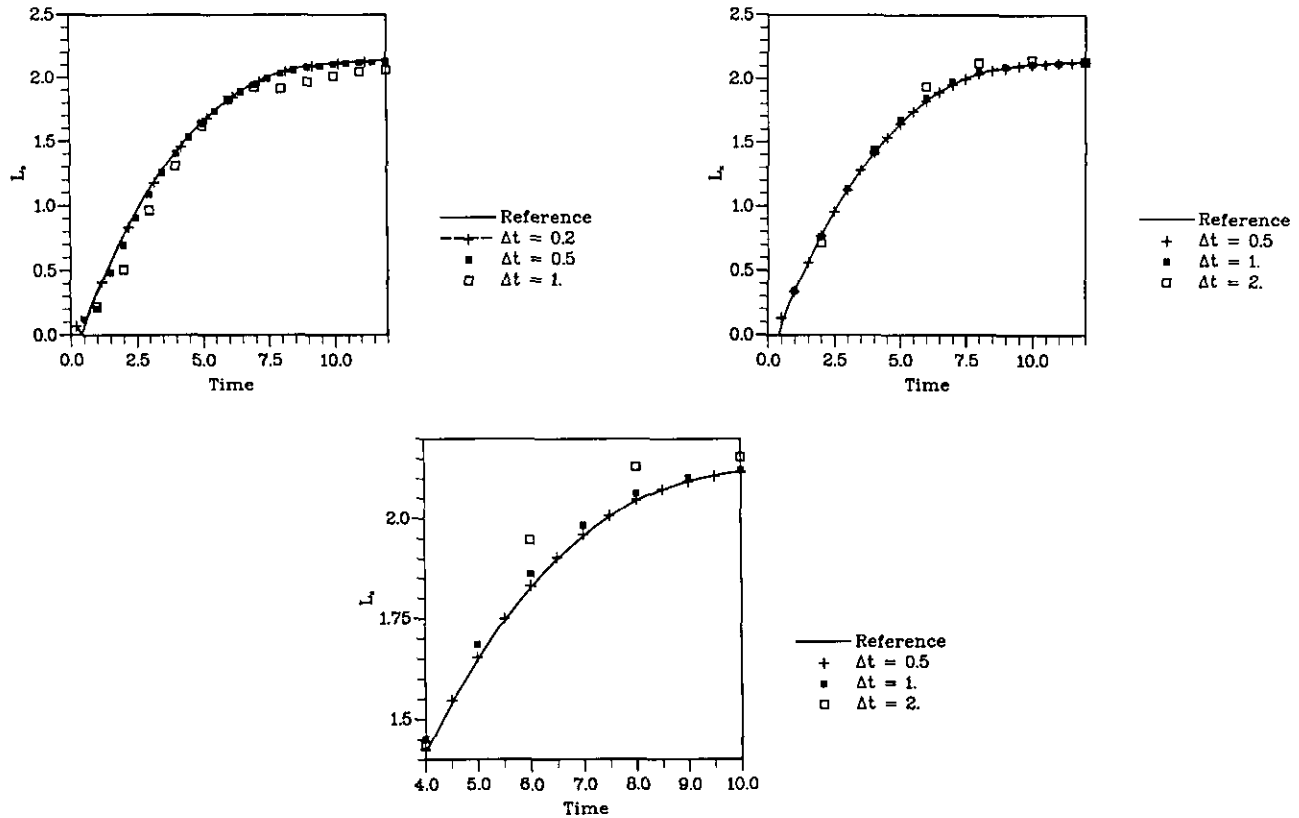 2.5
2.0
1.5
1.0
0.5
0.0
0.0 2.5 5.0 7.5 10.0
Time
Reference
Δt = 0.2
Δt = 0.5
Δt = 1.
2.5
2.0
1.5
1.0
0.5
0.0
0.0 2.5 5.0 7.5 10.0
Time
Reference
Δt = 0.5
Δt = 1.
Δt = 2.
2.0
1.75
1.5
4.0 5.0 6.0 7.0 8.0 9.0 10.0
Time
Reference
Δt = 0.5
Δt = 1.
Δt = 2.